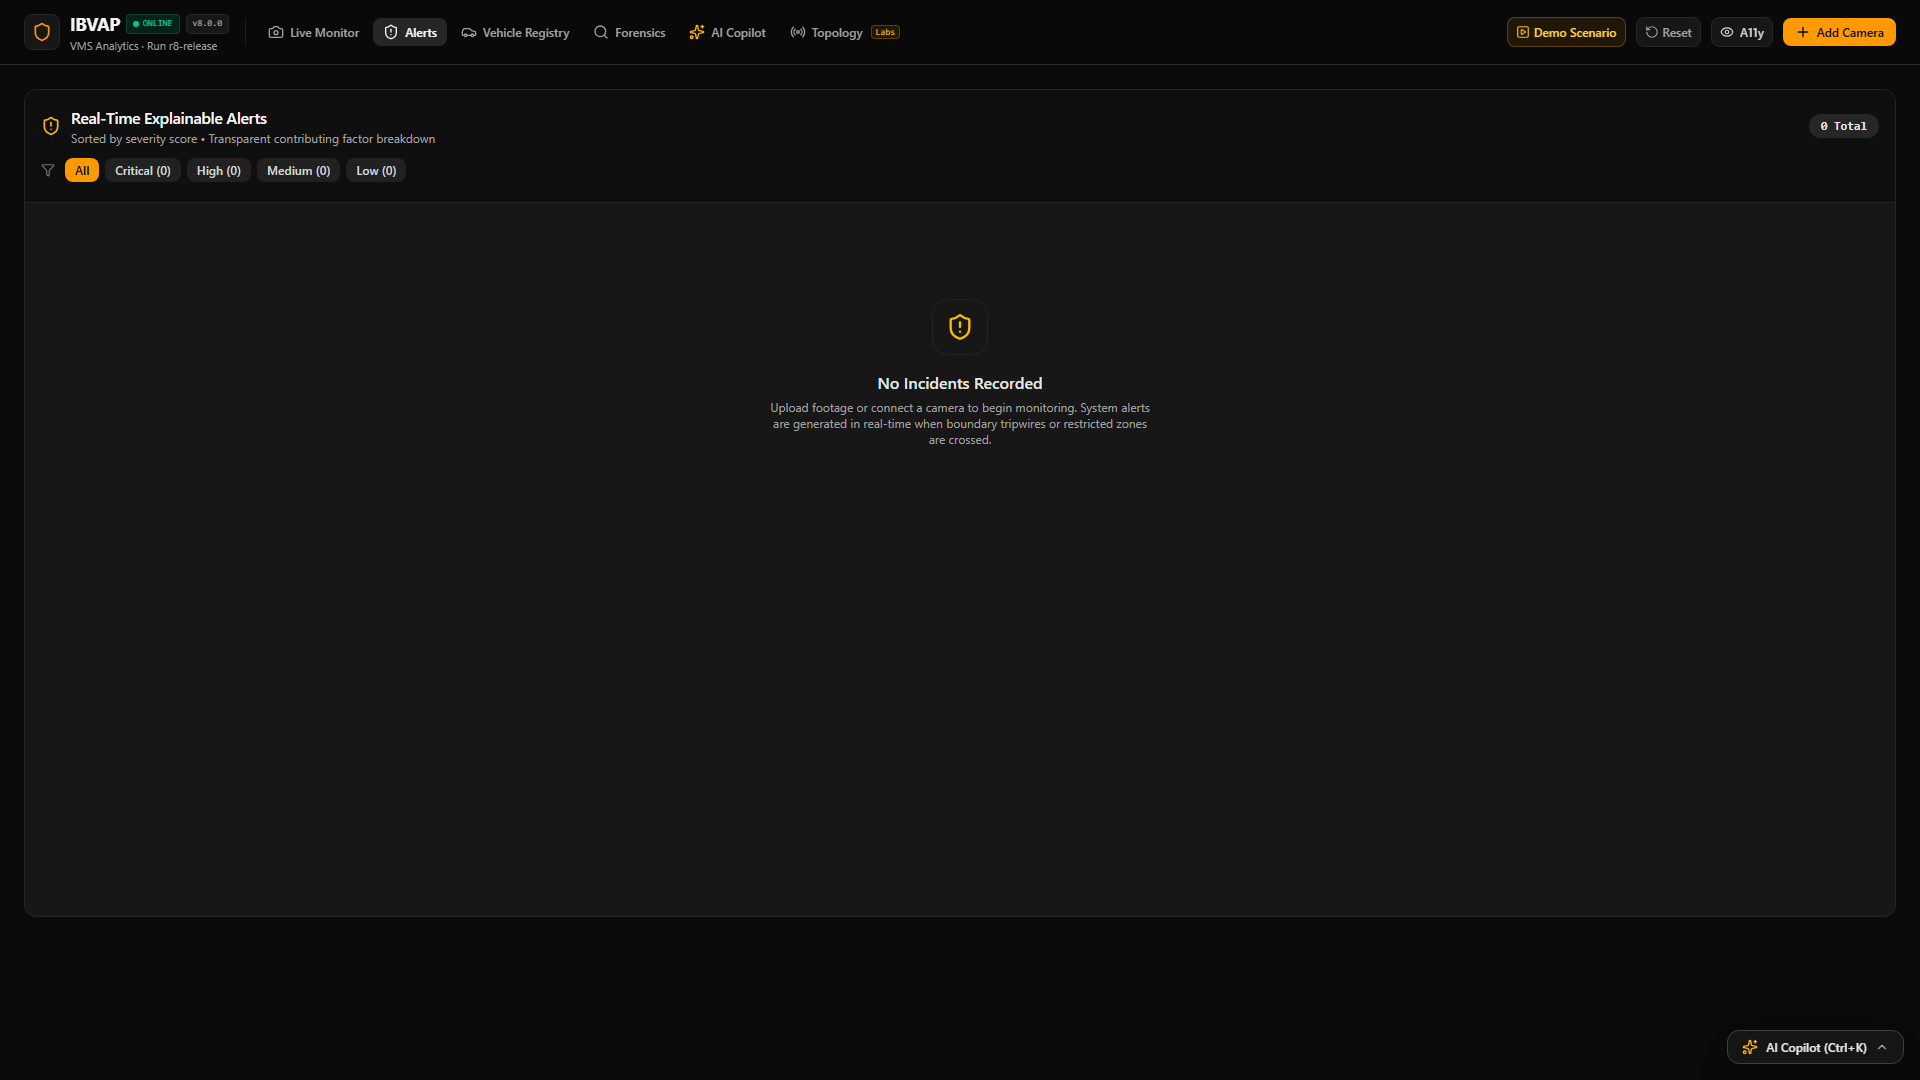 IBVAP ONLINE v8.0.0
VMS Analytics · Run r8-release
Live Monitor Alerts Vehicle Registry Forensics AI Copilot Topology Labs
Demo Scenario Reset A11y Add Camera
Real-Time Explainable Alerts
Sorted by severity score • Transparent contributing factor breakdown
0 Total
All Critical (0) High (0) Medium (0) Low (0)
No Incidents Recorded
Upload footage or connect a camera to begin monitoring. System alerts
are generated in real-time when boundary tripwires or restricted zones
are crossed.
AI Copilot (Ctrl+K)